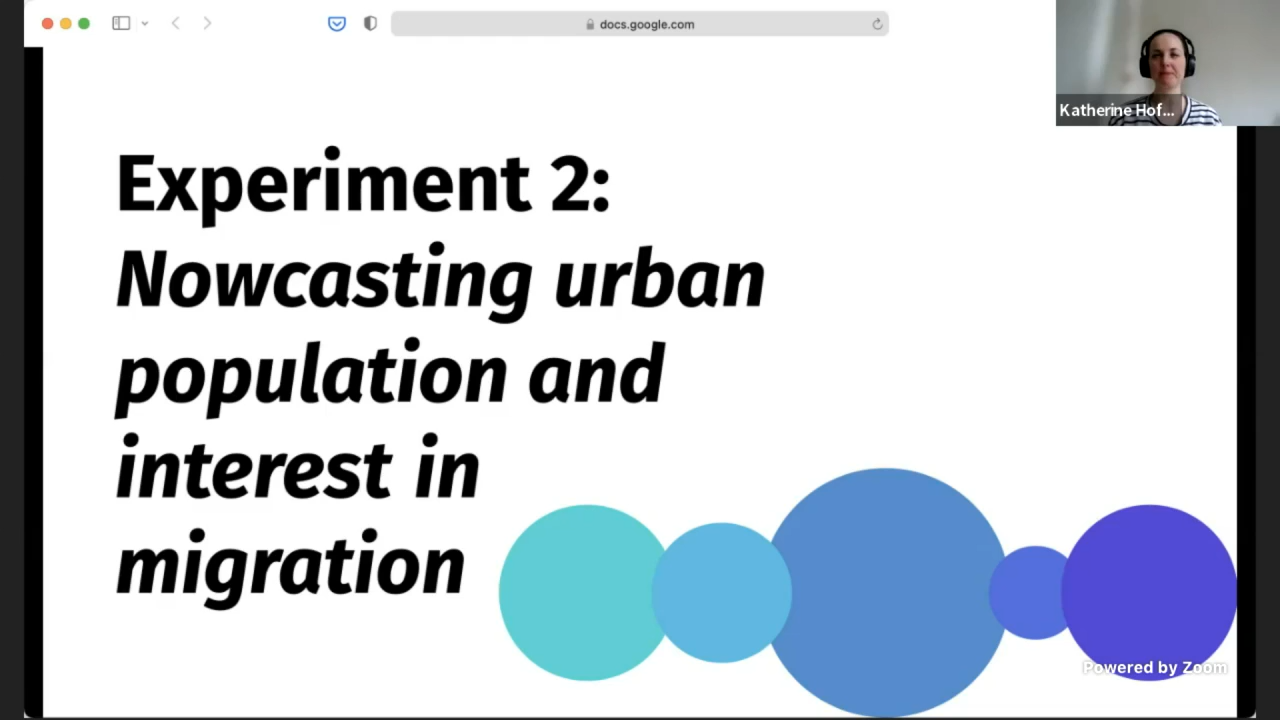 docs.google.com
Katherine Hof...
Experiment 2:
Nowcasting urban
population and
interest in
migration
Powered by Zoom